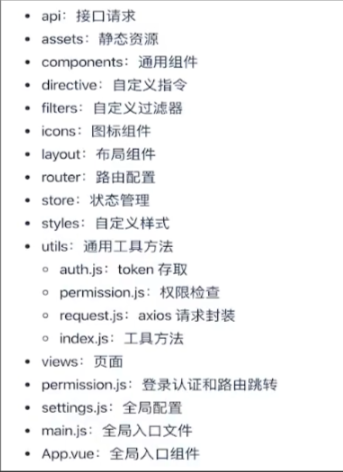 • api：接口请求
• assets：静态资源
• components：通用组件
• directive：自定义指令
• filters：自定义过滤器
• icons：图标组件
• layout：布局组件
• router：路由配置
• store：状态管理
• styles：自定义样式
• utils：通用工具方法
◦ auth.js：token 存取
◦ permission.js：权限检查
◦ request.js：axios 请求封装
◦ index.js：工具方法
• views：页面
• permission.js：登录认证和路由跳转
• settings.js：全局配置
• main.js：全局入口文件
• App.vue：全局入口组件